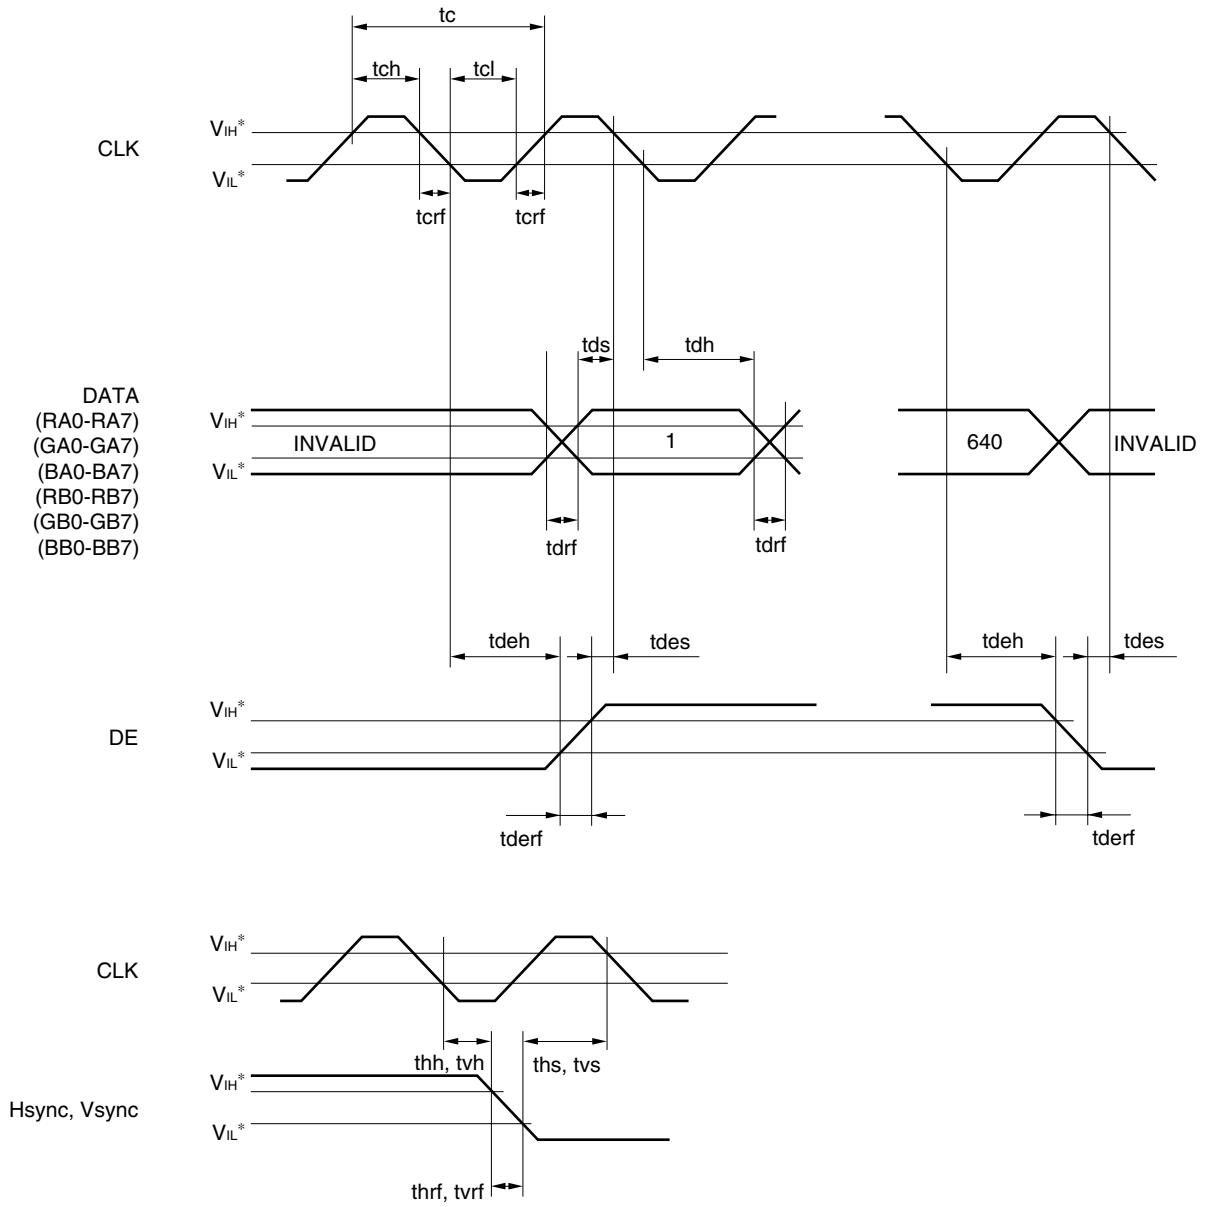 tc
tch
tcl
VIH*
CLK
VIL*
tcrf
tcrf
tds
tdh
DATA
(RA0-RA7)
(GA0-GA7)
(BA0-BA7)
(RB0-RB7)
(GB0-GB7)
(BB0-BB7)
VIH*
VIL*
INVALID
1
640
INVALID
tdrf
tdrf
tdeh
tdes
tdeh
tdes
VIH*
DE
VIL*
tderf
tderf
VIH*
CLK
VIL*
thh, tvh
ths, tvs
VIH*
Hsync, Vsync
VIL*
thrf, tvrf